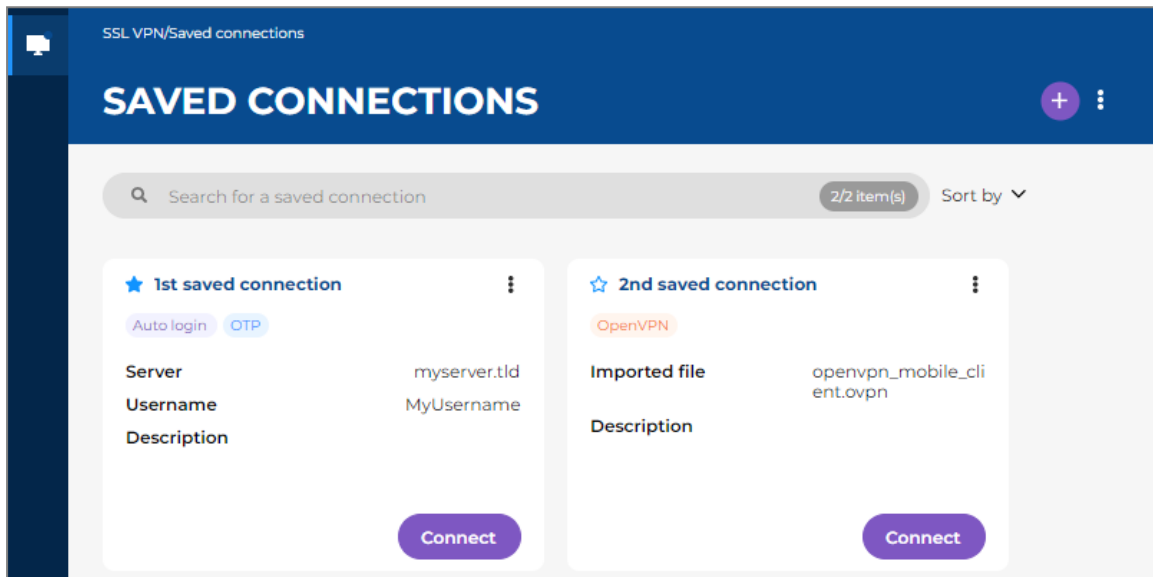 SSL VPN/Saved connections
SAVED CONNECTIONS
Search for a saved connection 2/2 item(s) Sort by
1st saved connection
Auto login OTP
Server myserver.tld
Username MyUsername
Description
Connect
2nd saved connection
OpenVPN
Imported file openvpn_mobile_cli
ent.ovpn
Description
Connect